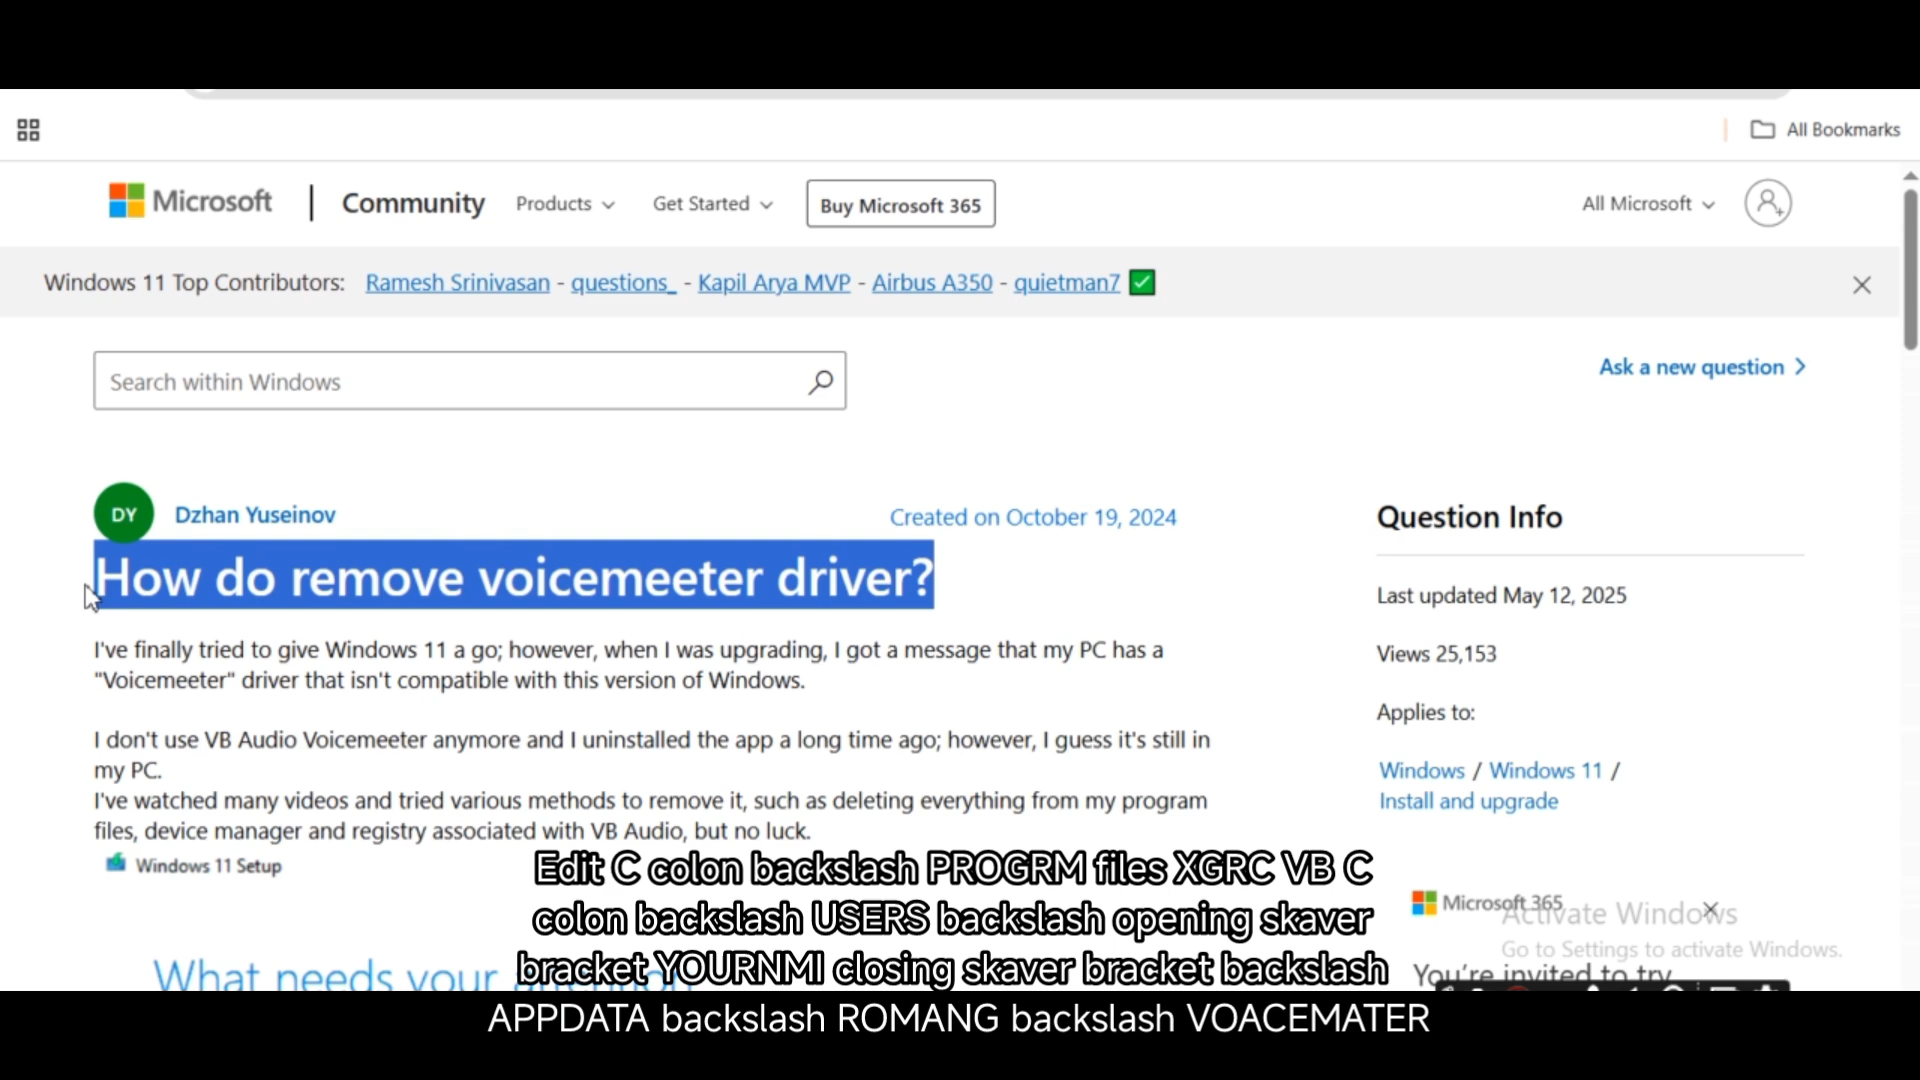 All Bookmarks
Microsoft | Community Products Get Started Buy Microsoft 365 All Microsoft
Windows 11 Top Contributors: Ramesh Srinivasan - questions_ - Kapil Arya MVP - Airbus A350 - quietman7
Search within Windows
Ask a new question
DY Dzhan Yuseinov
Created on October 19, 2024
How do remove voicemeeter driver?
I've finally tried to give Windows 11 a go; however, when I was upgrading, I got a message that my PC has a
"Voicemeeter" driver that isn't compatible with this version of Windows.
I don't use VB Audio Voicemeeter anymore and I uninstalled the app a long time ago; however, I guess it's still in
my PC.
I've watched many videos and tried various methods to remove it, such as deleting everything from my program
files, device manager and registry associated with VB Audio, but no luck.
Windows 11 Setup
What needs your
Question Info
Last updated May 12, 2025
Views 25,153
Applies to:
Windows / Windows 11 /
Install and upgrade
Microsoft 365
Activate Windows
Go to Settings to activate Windows.
You're invited to try
Edit C colon backslash PROGRM files XGRC VB C
colon backslash USERS backslash opening skaver
bracket YOURNMI closing skaver bracket backslash
APPDATA backslash ROMANG backslash VOACEMATER